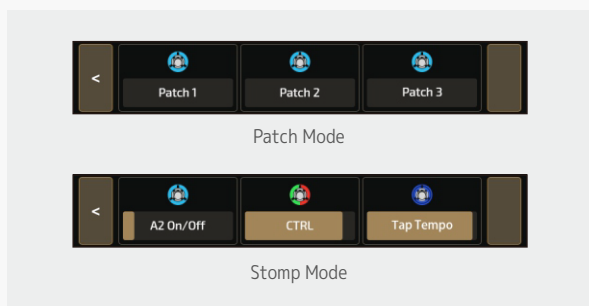 < Patch 1 Patch 2 Patch 3
Patch Mode
< A2 On/Off CTRL Tap Tempo
Stomp Mode